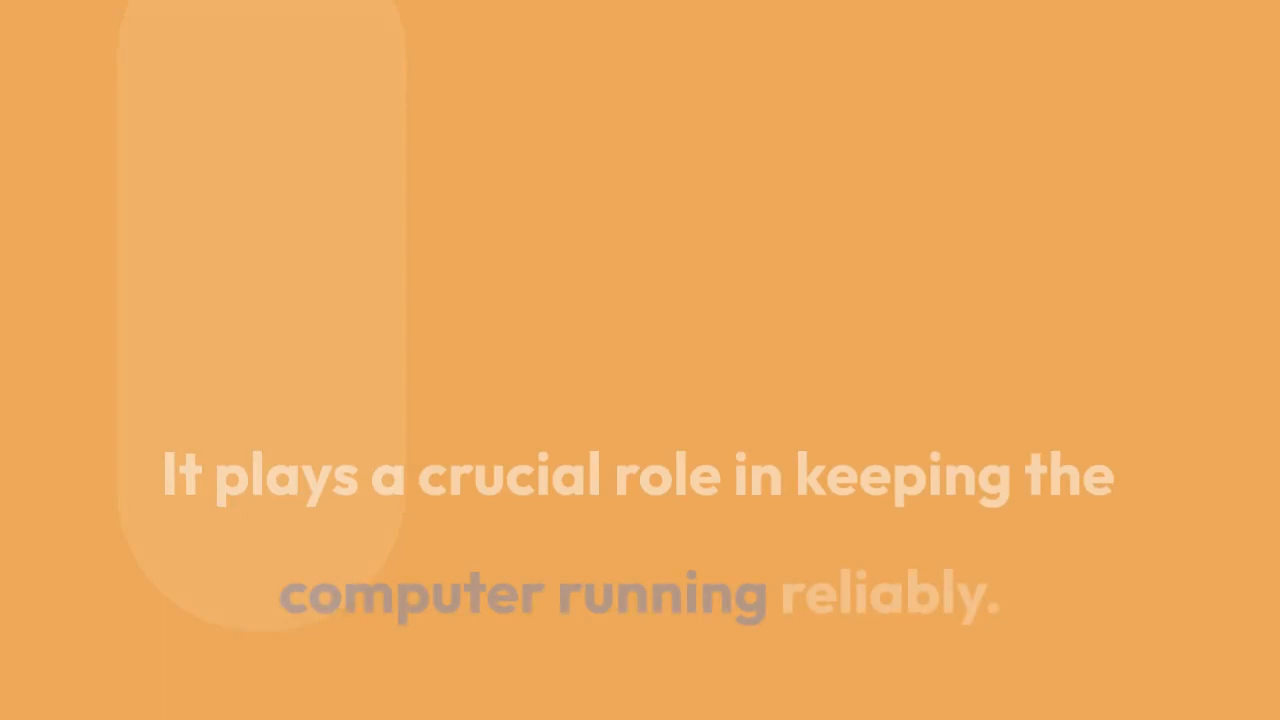 It plays a crucial role in keeping the
computer running reliably.